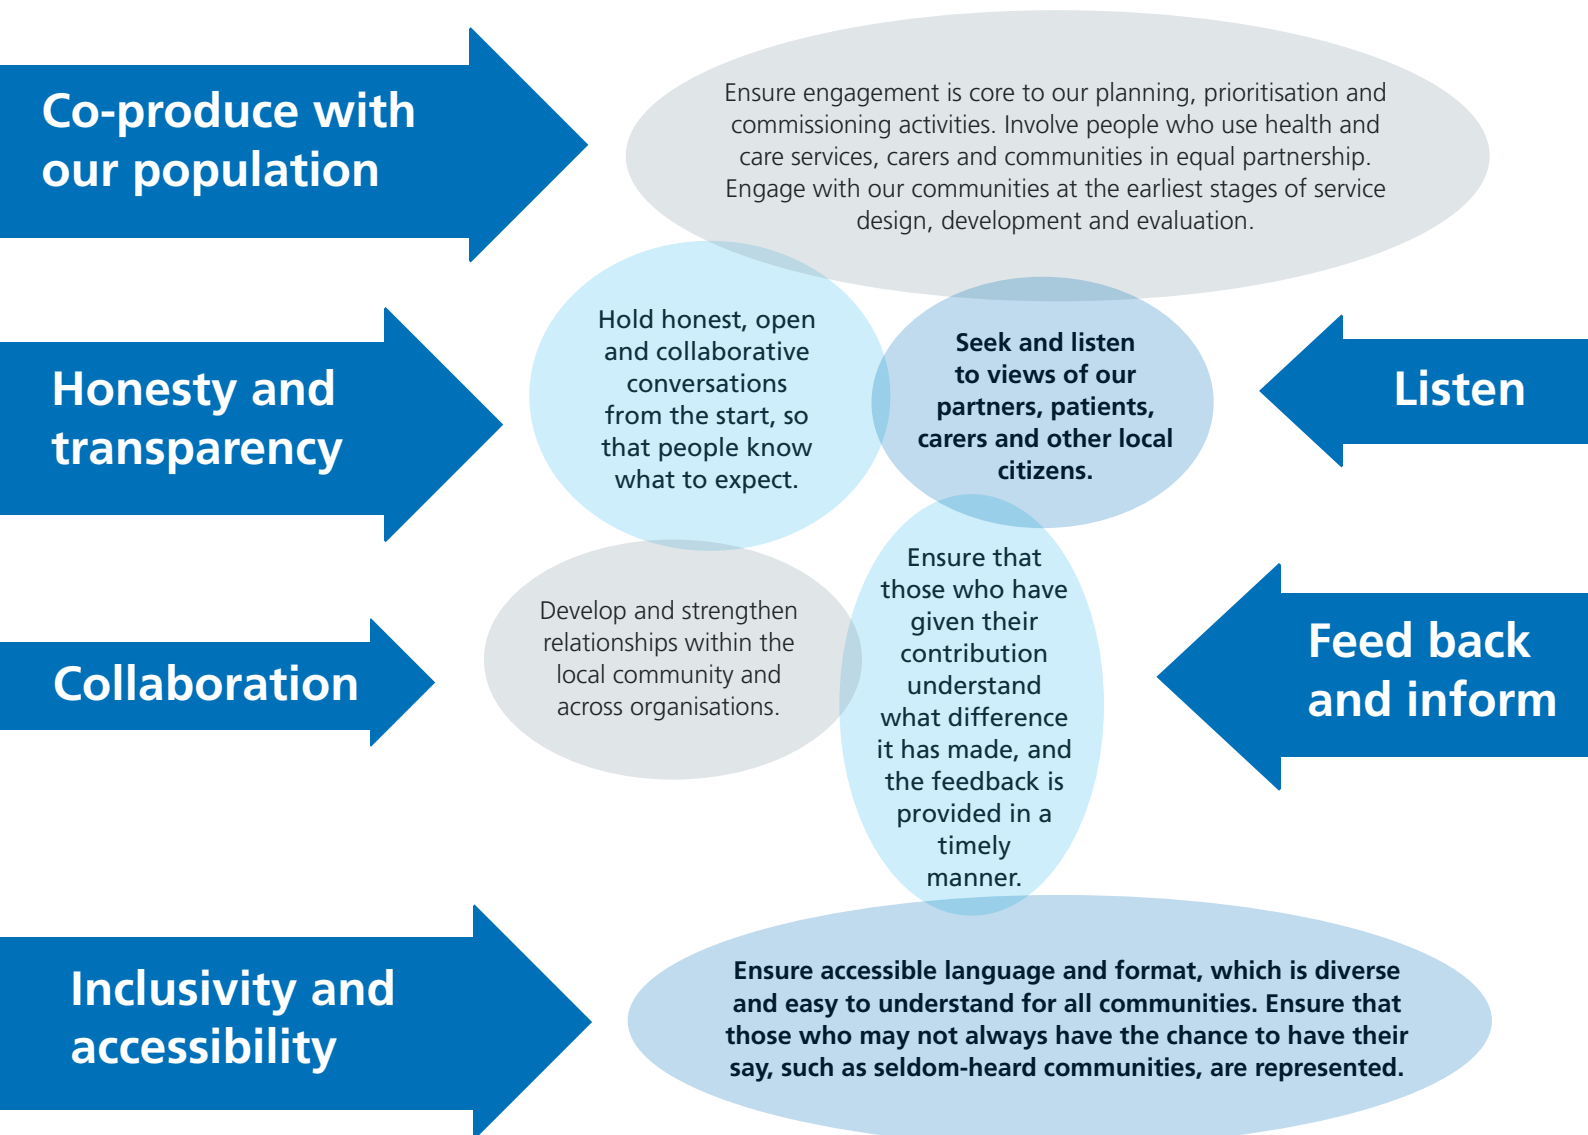 Co-produce with
our population
Ensure engagement is core to our planning, prioritisation and
commissioning activities. Involve people who use health and
care services, carers and communities in equal partnership.
Engage with our communities at the earliest stages of service
design, development and evaluation.
Honesty and
transparency
Hold honest, open
and collaborative
conversations
from the start, so
that people know
what to expect.
Seek and listen
to views of our
partners, patients,
carers and other local
citizens.
Listen
Collaboration
Develop and strengthen
relationships within the
local community and
across organisations.
Ensure that
those who have
given their
contribution
understand
what difference
it has made, and
the feedback is
provided in a
timely
manner.
Feed back
and inform
Inclusivity and
accessibility
Ensure accessible language and format, which is diverse
and easy to understand for all communities. Ensure that
those who may not always have the chance to have their
say, such as seldom-heard communities, are represented.